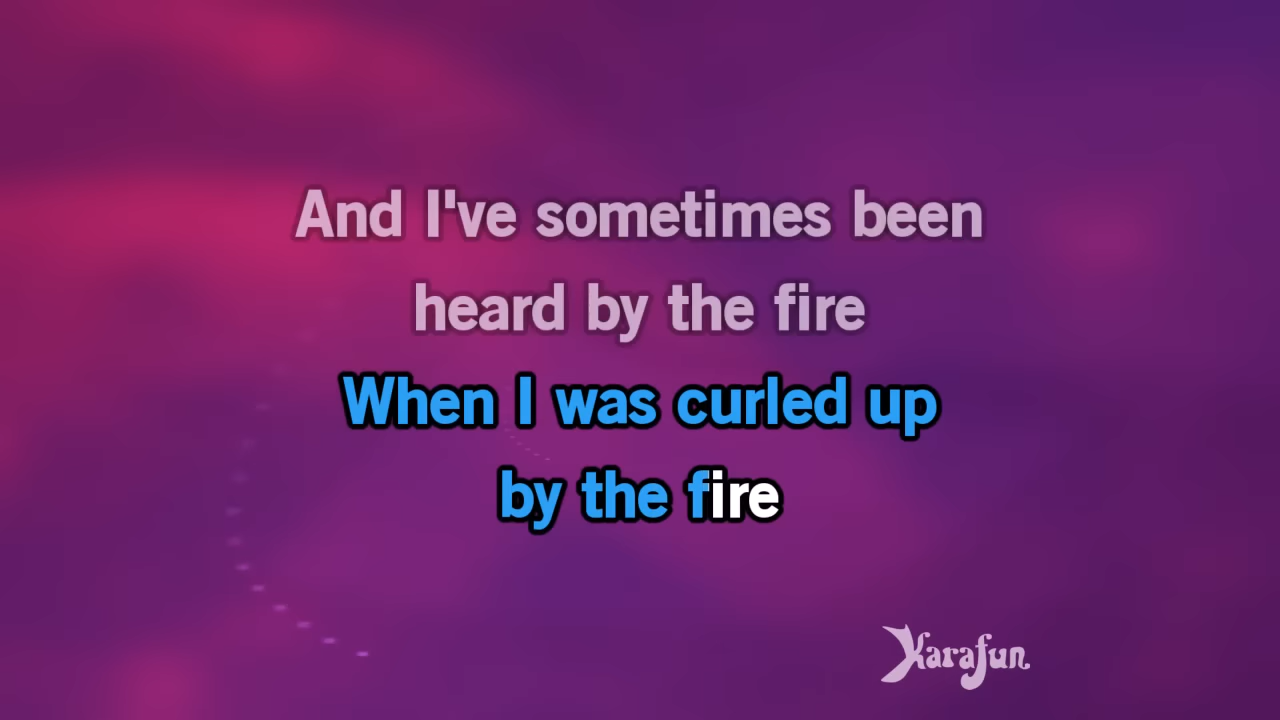 And I've sometimes been
heard by the fire
When I was curled up
by the fire
Karafun